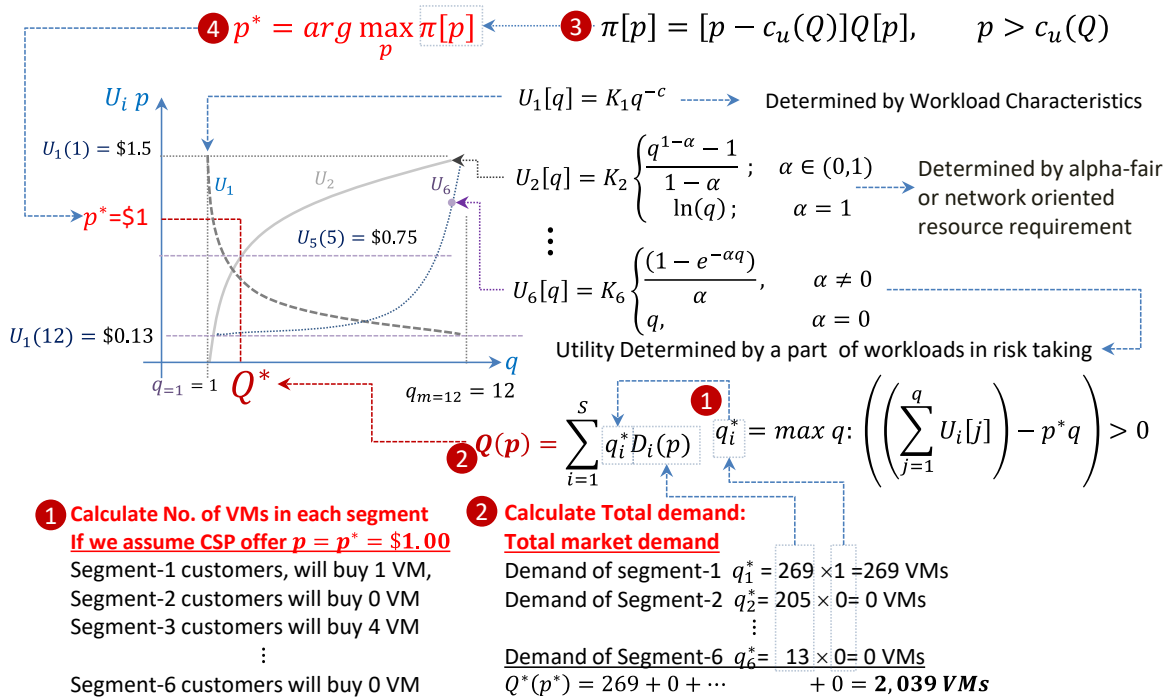 4 p* = arg max_p π[p]
3 π[p] = [p − c_u(Q)]Q[p], p > c_u(Q)
U_i p
U_1[q] = K_1 q^{−c}
Determined by Workload Characteristics
U_1(1) = $1.5
U_1
U_2
U_6
U_2[q] = K_2 { (q^{1−α} − 1)/(1 − α) ; α ∈ (0,1)
ln(q) ; α = 1
Determined by alpha-fair
or network oriented
resource requirement
p*=$1
U_5(5) = $0.75
⋮
U_6[q] = K_6 { (1 − e^{−αq})/α , α ≠ 0
q, α = 0
U_1(12) = $0.13
Utility Determined by a part of workloads in risk taking
q
q_{=1} = 1
Q*
q_{m=12} = 12
2 Q(p) = ∑_{i=1}^{S} q_i* D_i(p)
1 q_i* = max q: ((∑_{j=1}^{q} U_i[j]) − p*q) > 0
1 Calculate No. of VMs in each segment
If we assume CSP offer p = p* = $1.00
Segment-1 customers, will buy 1 VM,
Segment-2 customers will buy 0 VM
Segment-3 customers will buy 4 VM
⋮
Segment-6 customers will buy 0 VM
2 Calculate Total demand:
Total market demand
Demand of segment-1 q_1* = 269 ×1 =269 VMs
Demand of Segment-2 q_2*= 205 × 0= 0 VMs
⋮
Demand of Segment-6 q_6*= 13 × 0= 0 VMs
Q*(p*) = 269 + 0 + ⋯ + 0 = 2,039 VMs